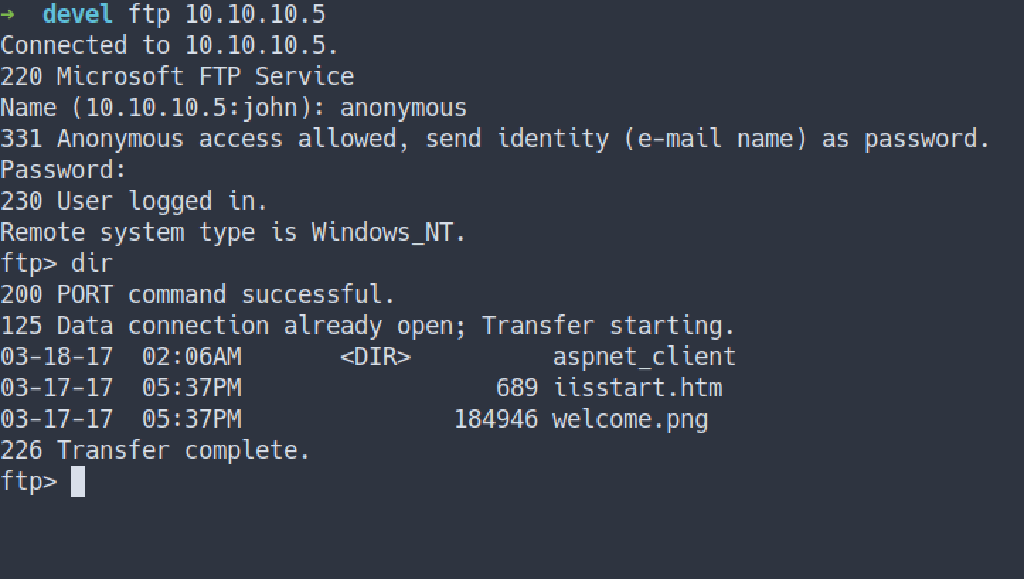 → devel ftp 10.10.10.5
Connected to 10.10.10.5.
220 Microsoft FTP Service
Name (10.10.10.5:john): anonymous
331 Anonymous access allowed, send identity (e-mail name) as password.
Password:
230 User logged in.
Remote system type is Windows_NT.
ftp> dir
200 PORT command successful.
125 Data connection already open; Transfer starting.
03-18-17  02:06AM       <DIR>          aspnet_client
03-17-17  05:37PM                  689 iisstart.htm
03-17-17  05:37PM               184946 welcome.png
226 Transfer complete.
ftp>